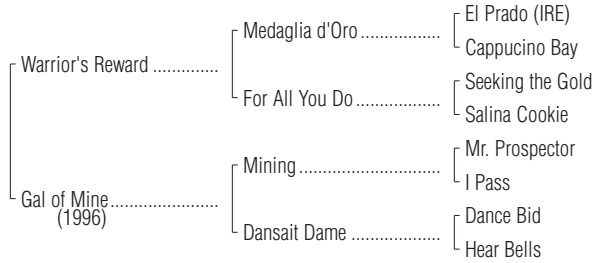 El Prado (IRE)
Medaglia d'Oro ..................
Cappucino Bay
Warrior's Reward ...............
Seeking the Gold
For All You Do ...................
Salina Cookie
Mr. Prospector
Mining ................................
I Pass
Gal of Mine .........................
(1996)
Dance Bid
Dansait Dame ....................
Hear Bells